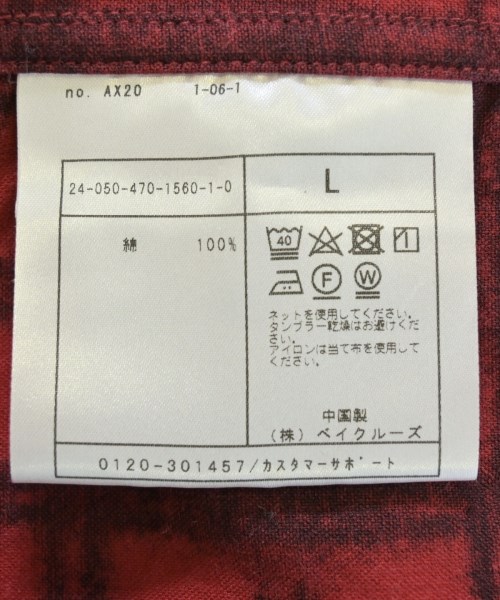 no. AX20 1-06-1
24-050-470-1560-1-0
L
綿 100%
40
F
W
ネットを使用してください。
タンブラー乾燥はお避けくださ
い。
アイロンは当て布を使用して
ください。
中国製
(株) ベイクルーズ
0120-301457/カスタマーサポート